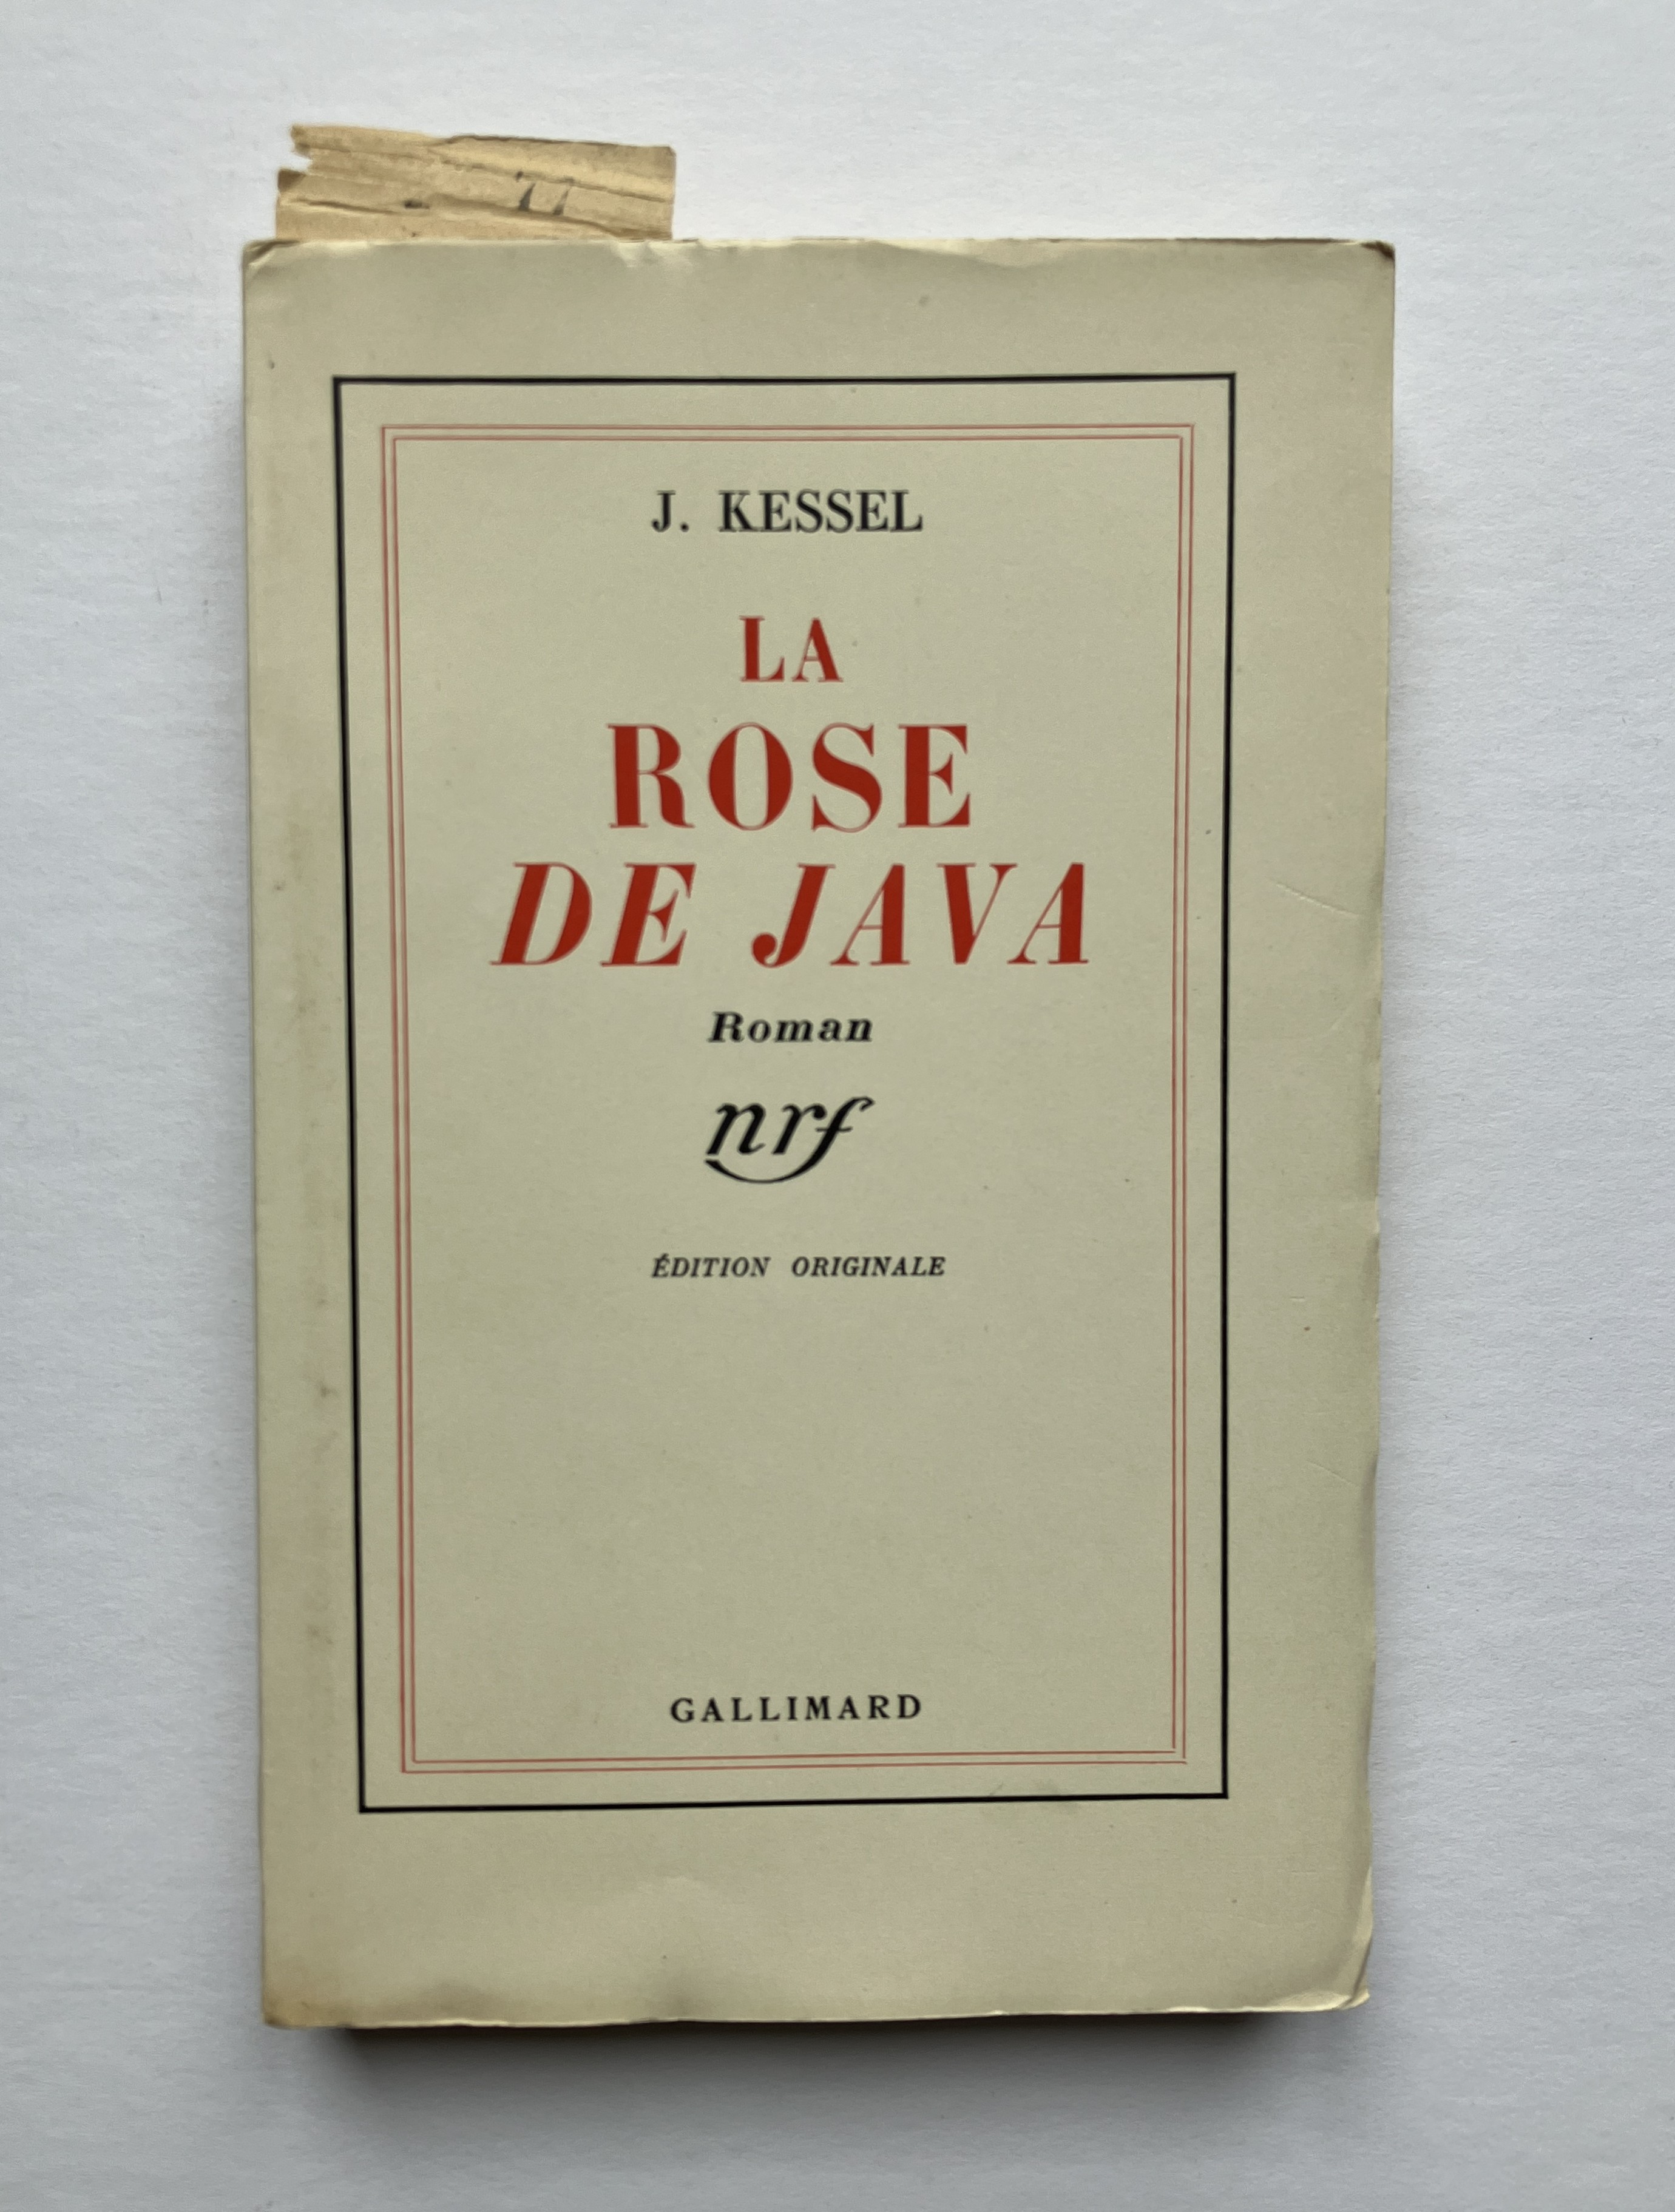 J. KESSEL
LA
ROSE
DE JAVA
Roman
nrf
ÉDITION ORIGINALE
GALLIMARD